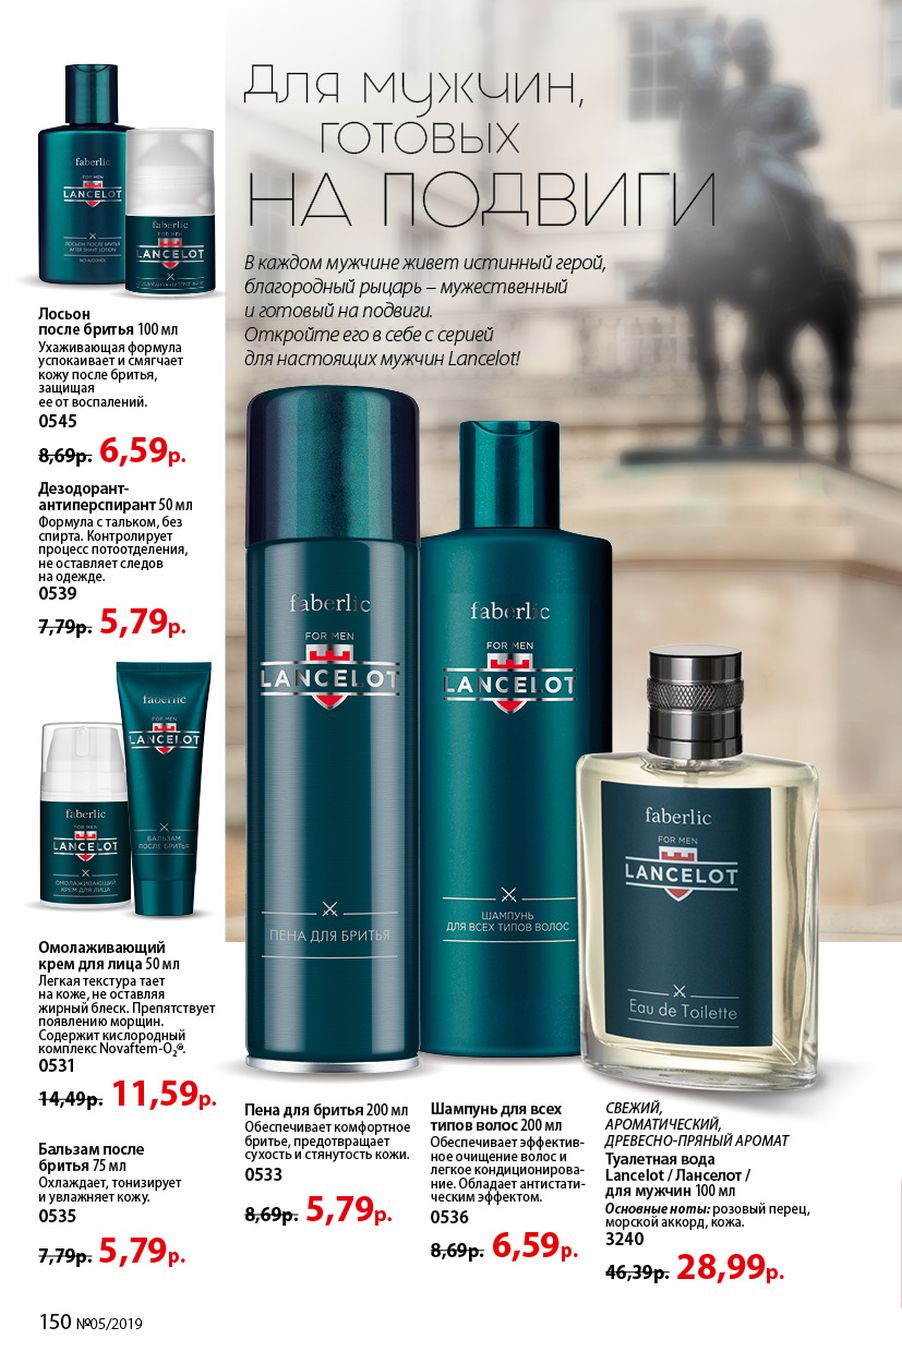 Для мужчин,
готовых
НА ПОДВИГИ
В каждом мужчине живет истинный герой,
благородный рыцарь – мужественный
и готовый на подвиги.
Откройте его в себе с серией
для настоящих мужчин Lancelot!
faberlic
FOR MEN
LANCELOT
ЛОСЬОН ПОСЛЕ БРИТЬЯ
AFTER SHAVE LOTION
NO ALCOHOL
faberlic
FOR MEN
LANCELOT
Лосьон
после бритья 100 мл
Ухаживающая формула
успокаивает и смягчает
кожу после бритья,
защищая
ее от воспалений.
0545
8,69р. 6,59р.
Дезодорант-
антиперспирант 50 мл
Формула с тальком, без
спирта. Контролирует
процесс потоотделения,
не оставляет следов
на одежде.
0539
7,79р. 5,79р.
faberlic
FOR MEN
LANCELOT
ОМОЛАЖИВАЮЩИЙ
КРЕМ ДЛЯ ЛИЦА
faberlic
FOR MEN
LANCELOT
БАЛЬЗАМ
ПОСЛЕ БРИТЬЯ
Омолаживающий
крем для лица 50 мл
Легкая текстура тает
на коже, не оставляя
жирный блеск. Препятствует
появлению морщин.
Содержит кислородный
комплекс Novaftem-O₂®.
0531
14,49р. 11,59р.
Бальзам после
бритья 75 мл
Охлаждает, тонизирует
и увлажняет кожу.
0535
7,79р. 5,79р.
faberlic
FOR MEN
LANCELOT
ПЕНА ДЛЯ БРИТЬЯ
faberlic
FOR MEN
LANCELOT
ШАМПУНЬ
ДЛЯ ВСЕХ ТИПОВ ВОЛОС
faberlic
FOR MEN
LANCELOT
Eau de Toilette
Пена для бритья 200 мл
Обеспечивает комфортное
бритье, предотвращает
сухость и стянутость кожи.
0533
8,69р. 5,79р.
Шампунь для всех
типов волос 200 мл
Обеспечивает эффектив-
ное очищение волос и
легкое кондиционирова-
ние. Обладает антистати-
ческим эффектом.
0536
8,69р. 6,59р.
СВЕЖИЙ,
АРОМАТИЧЕСКИЙ,
ДРЕВЕСНО-ПРЯНЫЙ АРОМАТ
Туалетная вода
Lancelot / Ланселот /
для мужчин 100 мл
Основные ноты: розовый перец,
морской аккорд, кожа.
3240
46,39р. 28,99р.
150 №05/2019